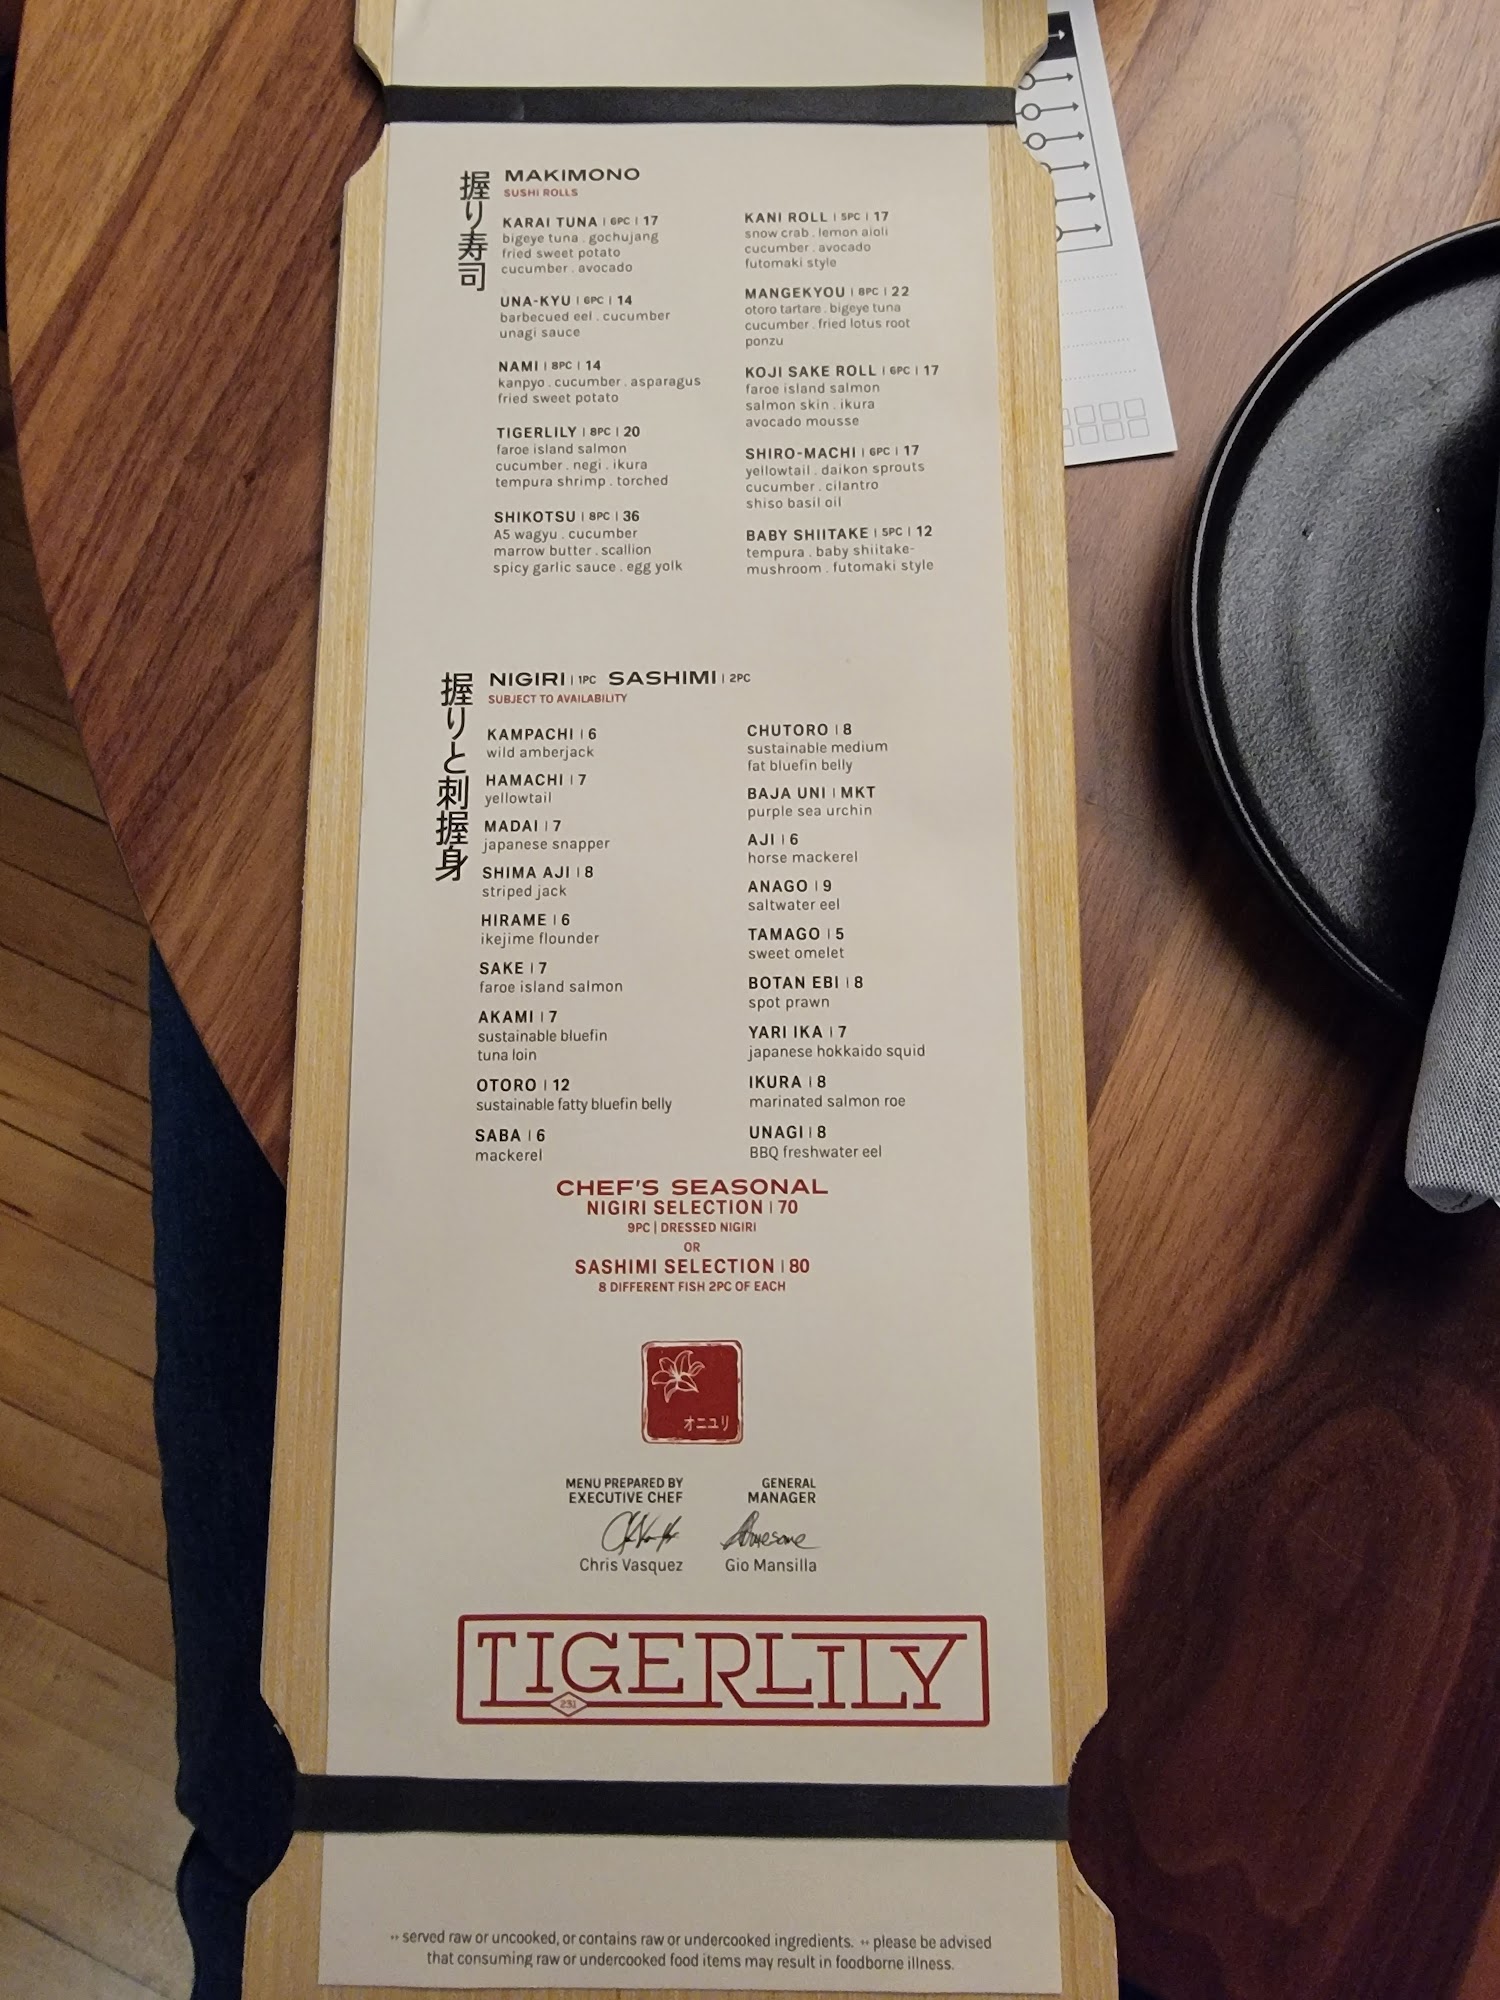 握り寿司
MAKIMONO
SUSHI ROLLS
KARAI TUNA | 6PC | 17
bigeye tuna . gochujang
fried sweet potato
cucumber . avocado
UNA-KYU | 6PC | 14
barbecued eel . cucumber
unagi sauce
NAMI | 8PC | 14
kanpyo . cucumber . asparagus
fried sweet potato
TIGERLILY | 8PC | 20
faroe island salmon
cucumber . negi . ikura
tempura shrimp . torched
SHIKOTSU | 8PC | 36
A5 wagyu . cucumber
marrow butter . scallion
spicy garlic sauce . egg yolk
KANI ROLL | 5PC | 17
snow crab . lemon aioli
cucumber . avocado
futomaki style
MANGEKYOU | 8PC | 22
otoro tartare . bigeye tuna
cucumber . fried lotus root
ponzu
KOJI SAKE ROLL | 6PC | 17
faroe island salmon
salmon skin . ikura
avocado mousse
SHIRO-MACHI | 6PC | 17
yellowtail . daikon sprouts
cucumber . cilantro
shiso basil oil
BABY SHIITAKE | 5PC | 12
tempura . baby shiitake-
mushroom . futomaki style
握りと刺握身
NIGIRI | 1PC SASHIMI | 2PC
SUBJECT TO AVAILABILITY
KAMPACHI | 6
wild amberjack
HAMACHI | 7
yellowtail
MADAI | 7
japanese snapper
SHIMA AJI | 8
striped jack
HIRAME | 6
ikejime flounder
SAKE | 7
faroe island salmon
AKAMI | 7
sustainable bluefin
tuna loin
OTORO | 12
sustainable fatty bluefin belly
SABA | 6
mackerel
CHUTORO | 8
sustainable medium
fat bluefin belly
BAJA UNI | MKT
purple sea urchin
AJI | 6
horse mackerel
ANAGO | 9
saltwater eel
TAMAGO | 5
sweet omelet
BOTAN EBI | 8
spot prawn
YARI IKA | 7
japanese hokkaido squid
IKURA | 8
marinated salmon roe
UNAGI | 8
BBQ freshwater eel
CHEF'S SEASONAL
NIGIRI SELECTION | 70
9PC | DRESSED NIGIRI
OR
SASHIMI SELECTION | 80
8 DIFFERENT FISH 2PC OF EACH
オニユリ
MENU PREPARED BY
EXECUTIVE CHEF
Chris Vasquez
GENERAL
MANAGER
Gio Mansilla
TIGERLILY
231
•• served raw or uncooked, or contains raw or undercooked ingredients. •• please be advised
that consuming raw or undercooked food items may result in foodborne illness.